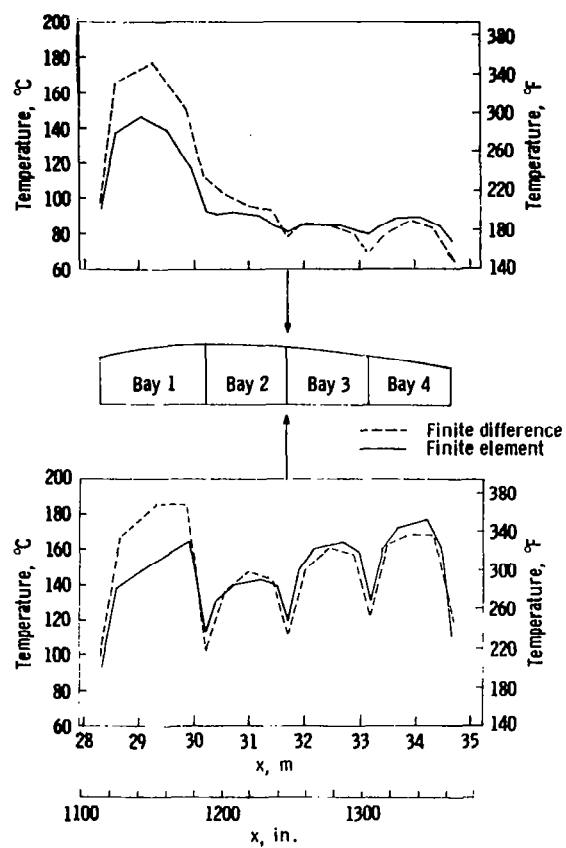 Temperature, °C
200
180
160
140
120
100
80
60
Temperature, °F
380
340
300
260
220
180
140
Bay 1 Bay 2 Bay 3 Bay 4
Finite difference
Finite element
Temperature, °C
200
180
160
140
120
100
80
60
Temperature, °F
380
340
300
260
220
180
140
28 29 30 31 32 33 34 35
x, m
1100 1200 1300
x, in.